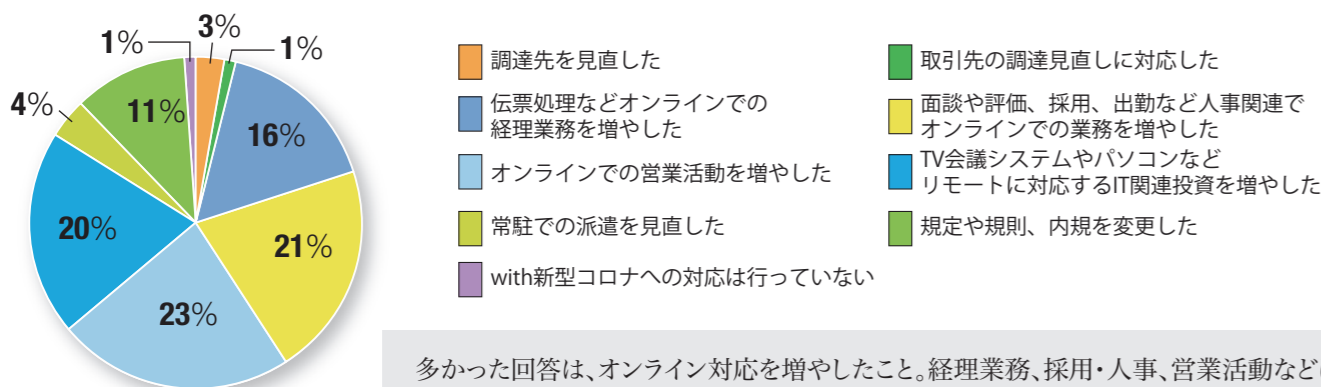 3%
1%
1%
4%
11%
16%
20%
21%
23%
調達先を見直した
取引先の調達見直しに対応した
伝票処理などオンラインでの
経理業務を増やした
面談や評価、採用、出勤など人事関連で
オンラインでの業務を増やした
オンラインでの営業活動を増やした
TV会議システムやパソコンなど
リモートに対応するIT関連投資を増やした
常駐での派遣を見直した
規定や規則、内規を変更した
with新型コロナへの対応は行っていない
多かった回答は、オンライン対応を増やしたこと。経理業務、採用・人事、営業活動など